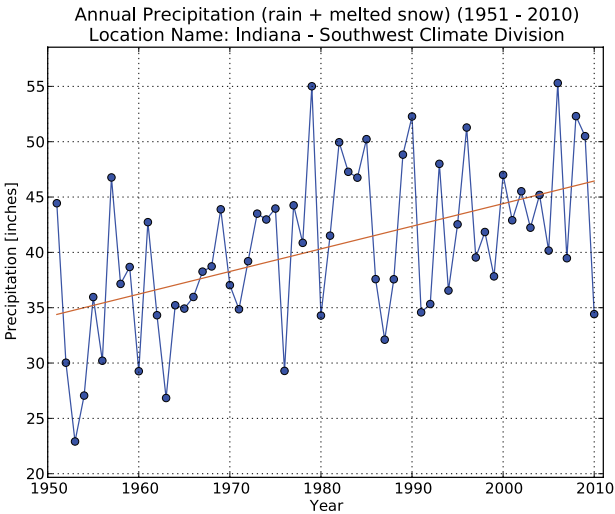 Annual Precipitation (rain + melted snow) (1951 - 2010)
Location Name: Indiana - Southwest Climate Division
55
50
45
40
35
30
25
20
Precipitation [inches]
1950 1960 1970 1980 1990 2000 2010
Year